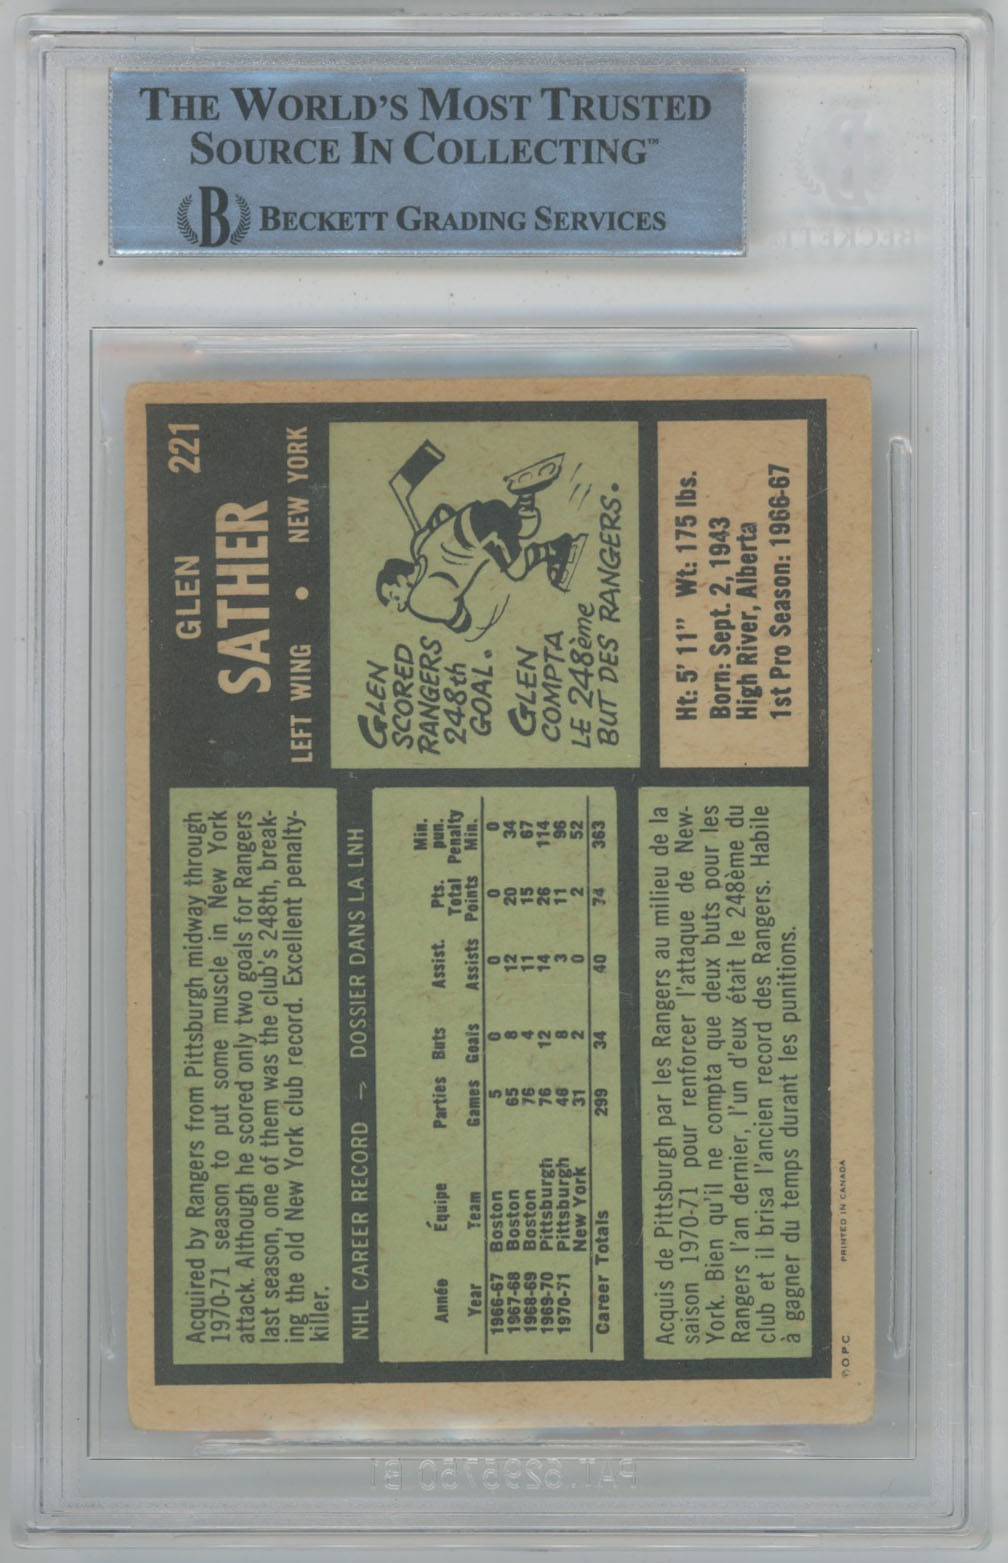 THE WORLD'S MOST TRUSTED
SOURCE IN COLLECTING™
B BECKETT GRADING SERVICES
GLEN 221
SATHER
LEFT WING • NEW YORK
Acquired by Rangers from Pittsburgh midway through
1970-71 season to put some muscle in New York
attack. Although he scored only two goals for Rangers
last season, one of them was the club's 248th, break-
ing the old New York club record. Excellent penalty-
killer.
GLEN
SCORED
RANGERS
248th
GOAL.
GLEN
COMPTA
LE 248ème
BUT DES RANGERS.
NHL CAREER RECORD -> DOSSIER DANS LA LNH
Année Équipe Parties Buts Assist. Pts. Total Min. pun. Penalty
Year Team Games Goals Assists Points Min.
1966-67 Boston 5 0 0 0 0
1967-68 Boston 65 8 12 20 34
1968-69 Boston 76 4 11 15 67
1969-70 Pittsburgh 76 12 14 26 114
1970-71 Pittsburgh 46 8 3 11 96
New York 31 2 0 2 52
Career Totals 299 34 40 74 363
Ht: 5' 11" Wt: 175 lbs.
Born: Sept. 2, 1943
High River, Alberta
1st Pro Season: 1966-67
Acquis de Pittsburgh par les Rangers au milieu de la
saison 1970-71 pour renforcer l'attaque de New-
York. Bien qu'il ne compta que deux buts pour les
Rangers l'an dernier, l'un d'eux était le 248ème du
club et il brisa l'ancien record des Rangers. Habile
à gagner du temps durant les punitions.
© O.P.C. PRINTED IN CANADA
PAT.6295750 B1
BECKETT